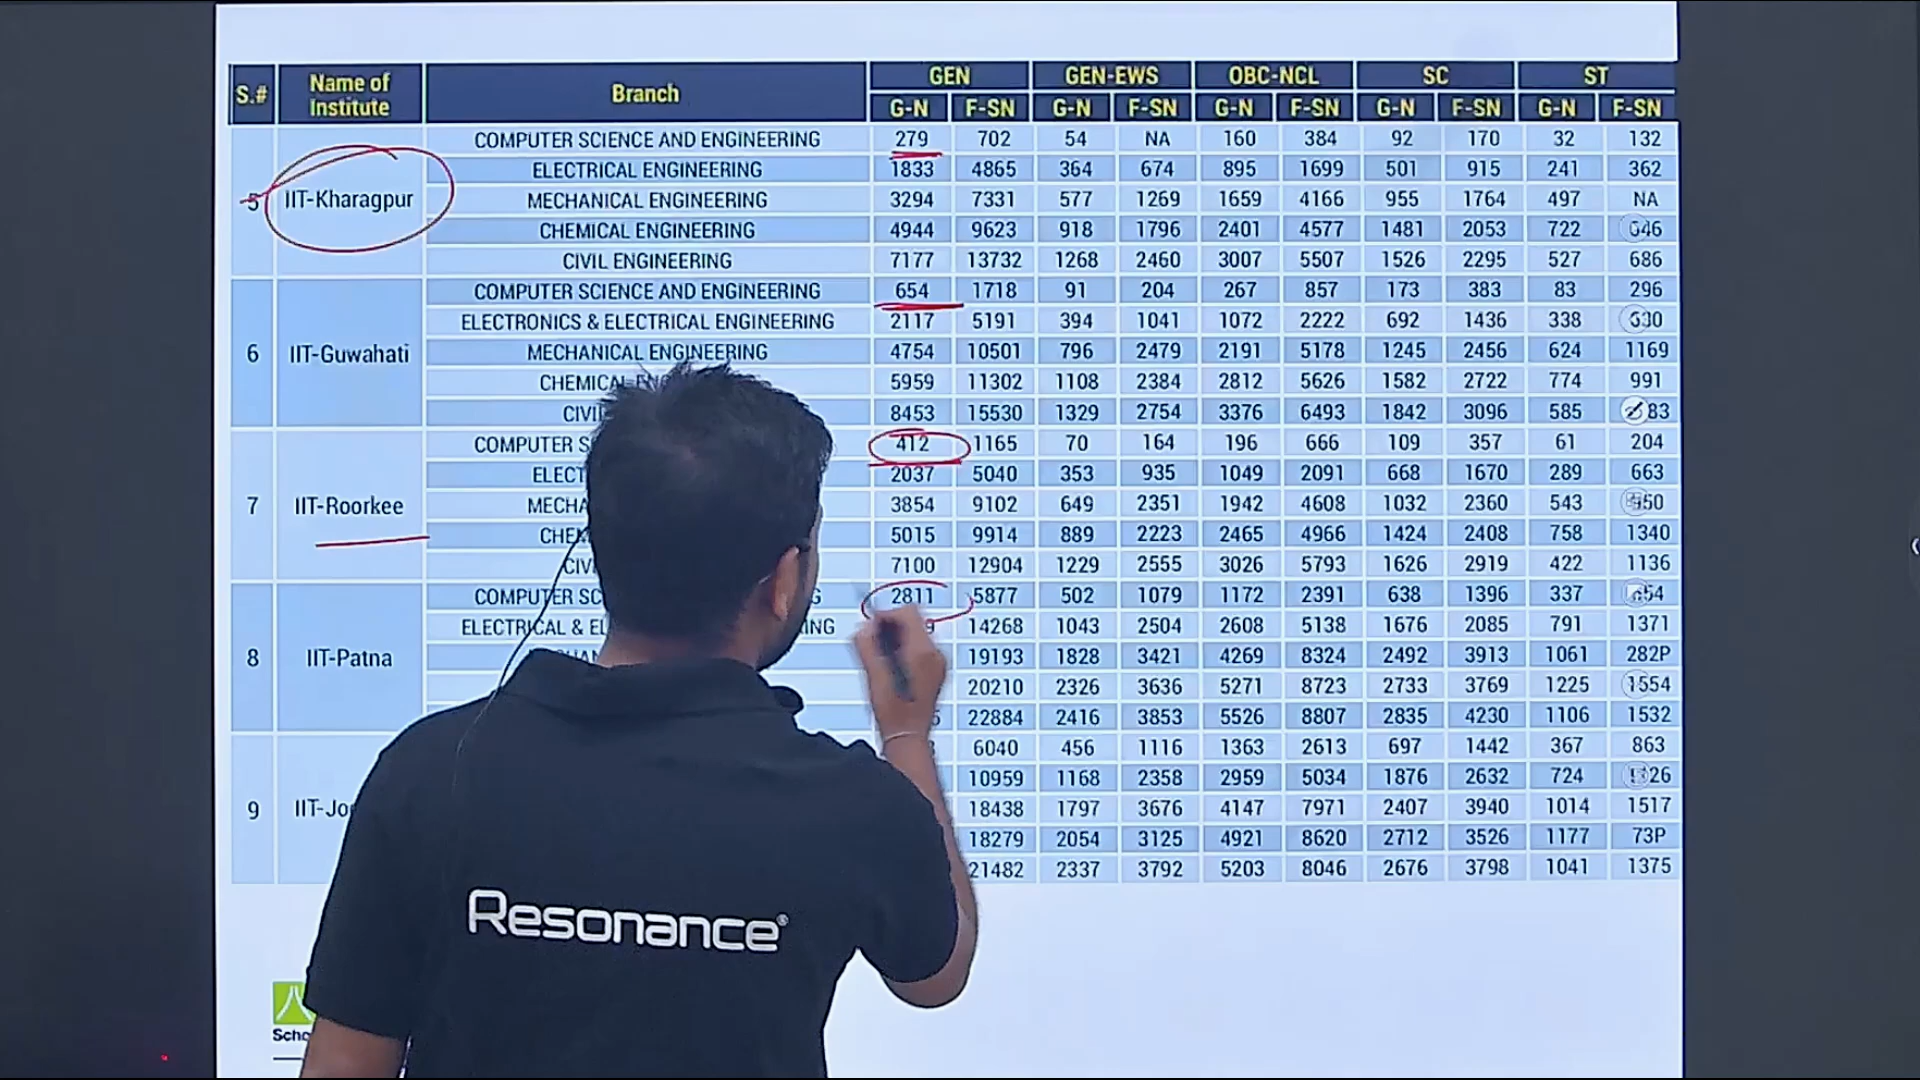 S.# Name of Institute Branch GEN GEN-EWS OBC-NCL SC ST
G-N F-SN G-N F-SN G-N F-SN G-N F-SN G-N F-SN
5 IIT-Kharagpur
COMPUTER SCIENCE AND ENGINEERING 279 702 54 NA 160 384 92 170 32 132
ELECTRICAL ENGINEERING 1833 4865 364 674 895 1699 501 915 241 362
MECHANICAL ENGINEERING 3294 7331 577 1269 1659 4166 955 1764 497 NA
CHEMICAL ENGINEERING 4944 9623 918 1796 2401 4577 1481 2053 722
CIVIL ENGINEERING 7177 13732 1268 2460 3007 5507 1526 2295 527 686
6 IIT-Guwahati
COMPUTER SCIENCE AND ENGINEERING 654 1718 91 204 267 857 173 383 83 296
ELECTRONICS & ELECTRICAL ENGINEERING 2117 5191 394 1041 1072 2222 692 1436 338
MECHANICAL ENGINEERING 4754 10501 796 2479 2191 5178 1245 2456 624 1169
CHEMICAL 5959 11302 1108 2384 2812 5626 1582 2722 774 991
8453 15530 1329 2754 3376 6493 1842 3096 585
7 IIT-Roorkee
COMPUTER 412 1165 70 164 196 666 109 357 61 204
2037 5040 353 935 1049 2091 668 1670 289 663
3854 9102 649 2351 1942 4608 1032 2360 543
5015 9914 889 2223 2465 4966 1424 2408 758 1340
7100 12904 1229 2555 3026 5793 1626 2919 422 1136
8 IIT-Patna
COMPUTER 2811 5877 502 1079 1172 2391 638 1396 337
ELECTRICAL & 14268 1043 2504 2608 5138 1676 2085 791 1371
19193 1828 3421 4269 8324 2492 3913 1061 282P
20210 2326 3636 5271 8723 2733 3769 1225 1554
22884 2416 3853 5526 8807 2835 4230 1106 1532
9
6040 456 1116 1363 2613 697 1442 367 863
10959 1168 2358 2959 5034 1876 2632 724
18438 1797 3676 4147 7971 2407 3940 1014 1517
18279 2054 3125 4921 8620 2712 3526 1177 73P
21482 2337 3792 5203 8046 2676 3798 1041 1375
Resonance